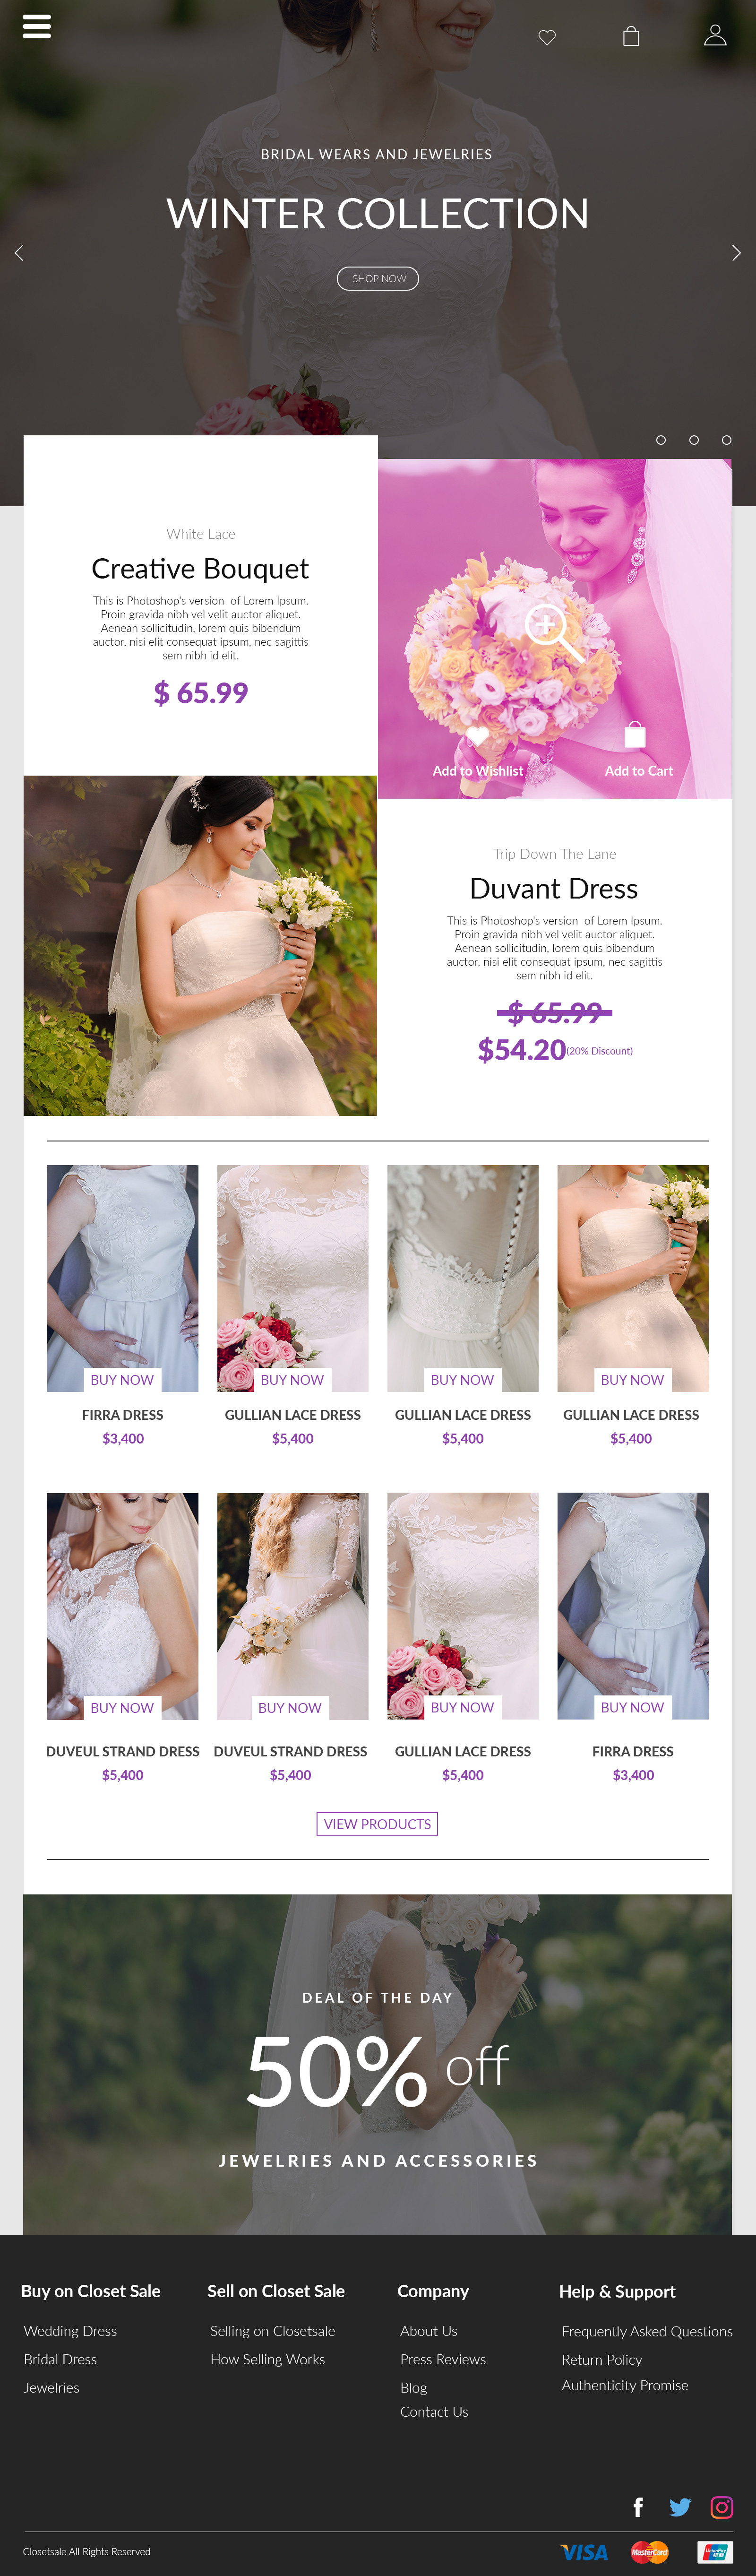 BRIDAL WEARS AND JEWELRIES
WINTER COLLECTION
SHOP NOW
White Lace
Creative Bouquet
This is Photoshop's version of Lorem Ipsum.
Proin gravida nibh vel velit auctor aliquet.
Aenean sollicitudin, lorem quis bibendum
auctor, nisi elit consequat ipsum, nec sagittis
sem nibh id elit.
$ 65.99
Add to Wishlist
Add to Cart
Trip Down The Lane
Duvant Dress
This is Photoshop's version of Lorem Ipsum.
Proin gravida nibh vel velit auctor aliquet.
Aenean sollicitudin, lorem quis bibendum
auctor, nisi elit consequat ipsum, nec sagittis
sem nibh id elit.
$ 65.99
$54.20(20% Discount)
BUY NOW
BUY NOW
BUY NOW
BUY NOW
FIRRA DRESS
GULLIAN LACE DRESS
GULLIAN LACE DRESS
GULLIAN LACE DRESS
$3,400
$5,400
$5,400
$5,400
BUY NOW
BUY NOW
BUY NOW
BUY NOW
DUVEUL STRAND DRESS
DUVEUL STRAND DRESS
GULLIAN LACE DRESS
FIRRA DRESS
$5,400
$5,400
$5,400
$3,400
VIEW PRODUCTS
DEAL OF THE DAY
50% off
JEWELRIES AND ACCESSORIES
Buy on Closet Sale
Wedding Dress
Bridal Dress
Jewelries
Sell on Closet Sale
Selling on Closetsale
How Selling Works
Company
About Us
Press Reviews
Blog
Contact Us
Help & Support
Frequently Asked Questions
Return Policy
Authenticity Promise
Closetsale All Rights Reserved
VISA
MasterCard
UnionPay
银联